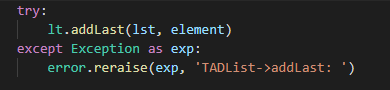 try:
    lt.addLast(lst, element)
except Exception as exp:
    error.reraise(exp, 'TADList->addLast: ')